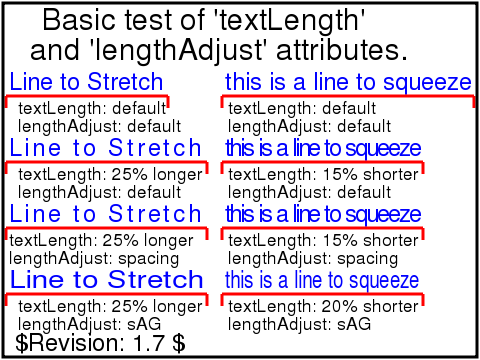 Basic test of 'textLength'
and 'lengthAdjust' attributes.
Line to Stretch
textLength: default
lengthAdjust: default
this is a line to squeeze
textLength: default
lengthAdjust: default
Line to Stretch
textLength: 25% longer
lengthAdjust: default
this is a line to squeeze
textLength: 15% shorter
lengthAdjust: default
Line to Stretch
textLength: 25% longer
lengthAdjust: spacing
this is a line to squeeze
textLength: 15% shorter
lengthAdjust: spacing
Line to Stretch
textLength: 25% longer
lengthAdjust: sAG
this is a line to squeeze
textLength: 20% shorter
lengthAdjust: sAG
$Revision: 1.7 $